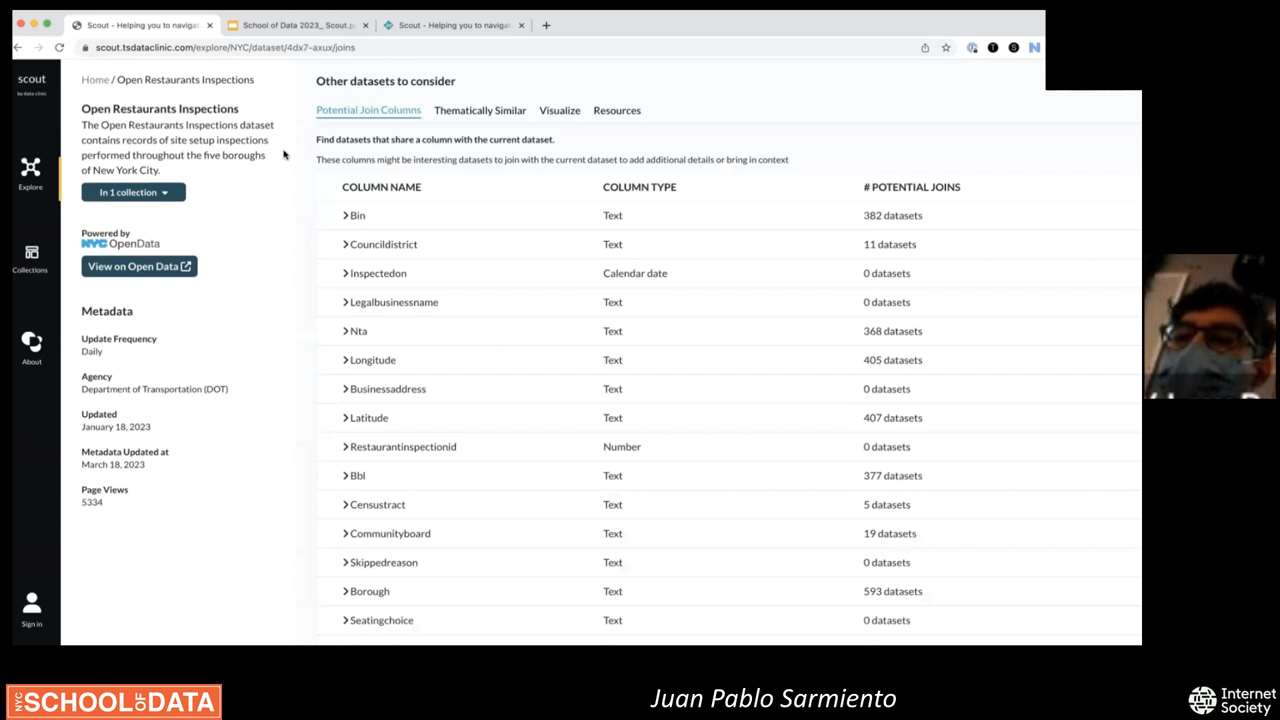 Scout - Helping you to navigat
School of Data 2023_ Scout.p
Scout - Helping you to navigat
scout.tsdataclinic.com/explore/NYC/dataset/4dx7-axux/joins
scout
by data clinic
Explore
Collections
About
Sign in
Home / Open Restaurants Inspections
Open Restaurants Inspections
The Open Restaurants Inspections dataset
contains records of site setup inspections
performed throughout the five boroughs
of New York City.
In 1 collection
Powered by
NYC OpenData
View on Open Data
Metadata
Update Frequency
Daily
Agency
Department of Transportation (DOT)
Updated
January 18, 2023
Metadata Updated at
March 18, 2023
Page Views
5334
Other datasets to consider
Potential Join Columns Thematically Similar Visualize Resources
Find datasets that share a column with the current dataset.
These columns might be interesting datasets to join with the current dataset to add additional details or bring in context
COLUMN NAME COLUMN TYPE # POTENTIAL JOINS
Bin Text 382 datasets
Councildistrict Text 11 datasets
Inspectedon Calendar date 0 datasets
Legalbusinessname Text 0 datasets
Nta Text 368 datasets
Longitude Text 405 datasets
Businessaddress Text 0 datasets
Latitude Text 407 datasets
Restaurantinspectionid Number 0 datasets
Bbl Text 377 datasets
Censustract Text 5 datasets
Communityboard Text 19 datasets
Skippedreason Text 0 datasets
Borough Text 593 datasets
Seatingchoice Text 0 datasets
NYC SCHOOL OF DATA
Juan Pablo Sarmiento
Internet
Society